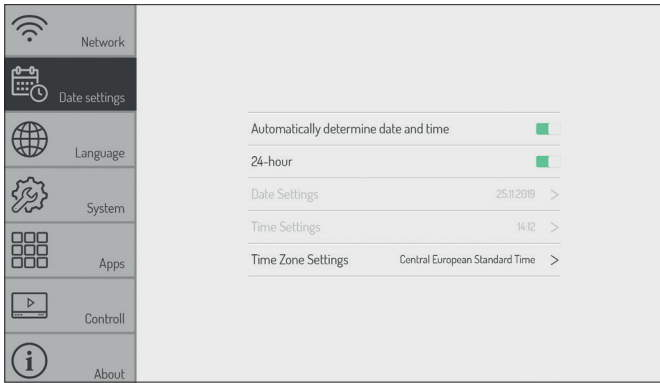 Network
Date settings
Language
System
Apps
Controll
About
Automatically determine date and time
24-hour
Date Settings 25.11.2019 >
Time Settings 14:12 >
Time Zone Settings Central European Standard Time >